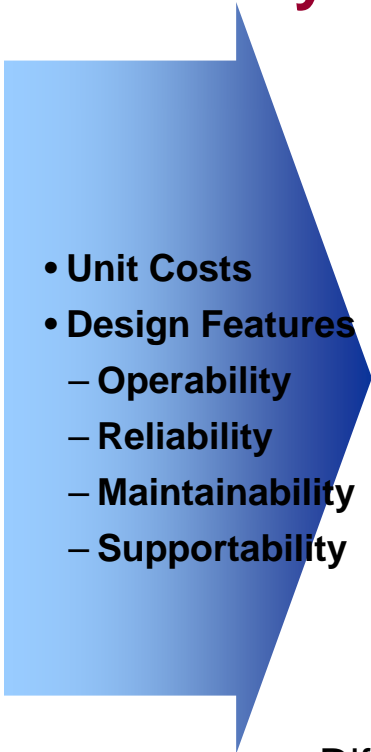 • Unit Costs
• Design Features
– Operability
– Reliability
– Maintainability
– Supportability